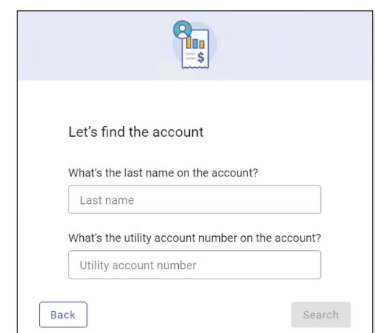 $
Let's find the account
What's the last name on the account?
Last name
What's the utility account number on the account?
Utility account number
Back
Search